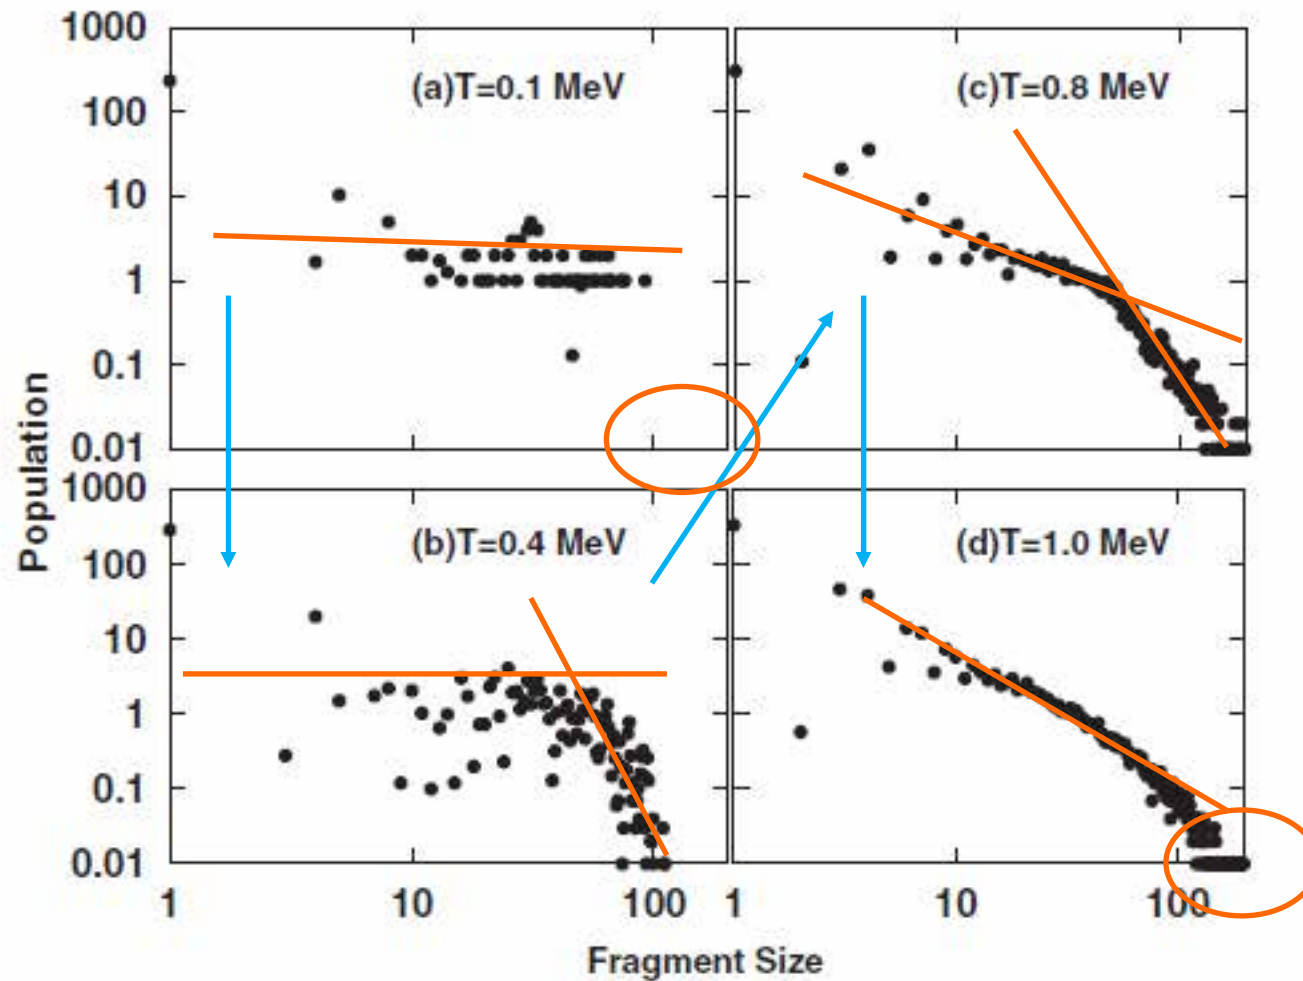 Population
1000
100
10
1
0.1
0.01
(a)T=0.1 MeV
(c)T=0.8 MeV
1000
100
10
1
0.1
0.01
(b)T=0.4 MeV
(d)T=1.0 MeV
1 10 100 1 10 100
Fragment Size